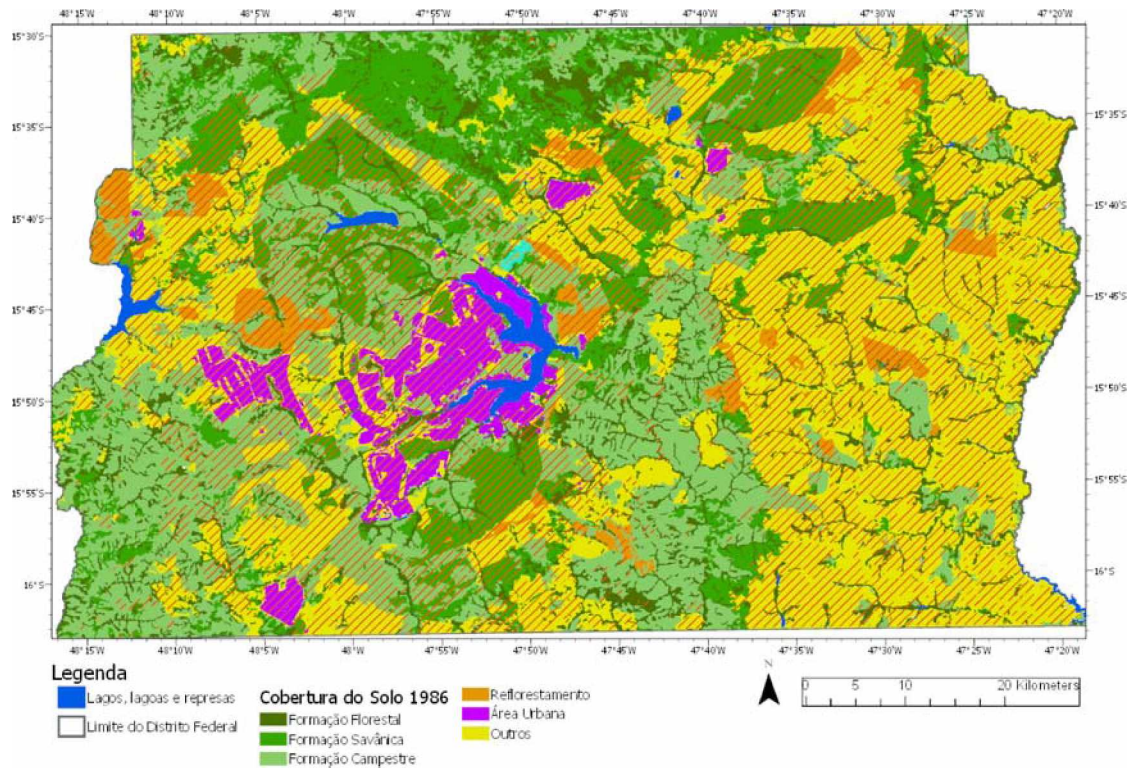 48°15'W 48°10'W 48°5'W 48°W 47°55'W 47°50'W 47°45'W 47°40'W 47°35'W 47°30'W 47°25'W 47°20'W
15°30'S 15°30'S
15°35'S 15°35'S
15°40'S 15°40'S
15°45'S 15°45'S
15°50'S 15°50'S
15°55'S 15°55'S
16°S 16°S
48°15'W 48°10'W 48°5'W 48°W 47°55'W 47°50'W 47°45'W 47°40'W 47°35'W 47°30'W 47°25'W 47°20'W
Legenda
Lagos, lagoas e represas
Limite do Distrito Federal
Cobertura do Solo 1986
Formação Florestal
Formação Savânica
Formação Campestre
Reflorestamento
Área Urbana
Outros
N
0 5 10 20 Kilometers